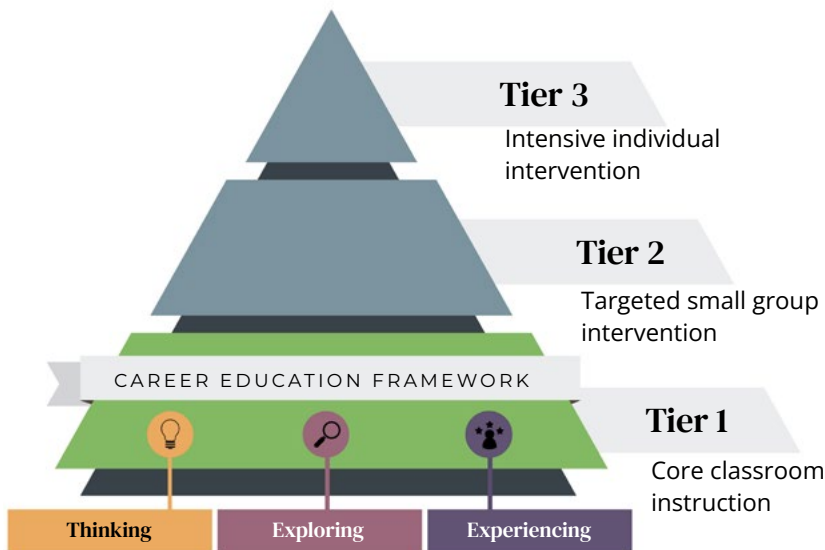 Tier 3
Intensive individual
intervention
Tier 2
Targeted small group
intervention
CAREER EDUCATION FRAMEWORK
Tier 1
Core classroom
instruction
Thinking
Exploring
Experiencing